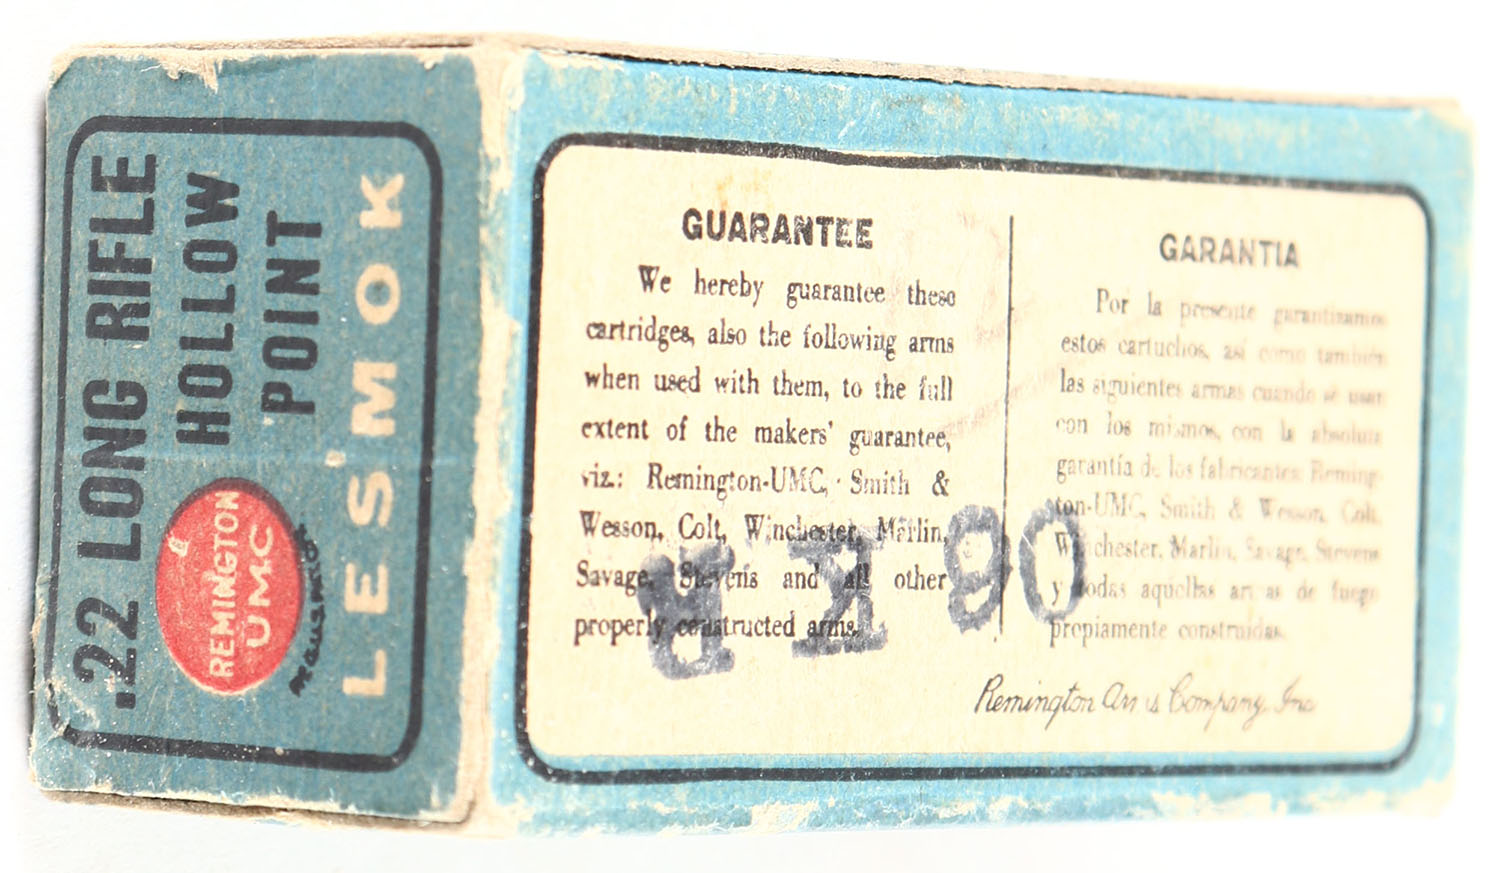 .22 LONG RIFLE
HOLLOW
POINT
LESMOK
REMINGTON
UMC
GUARANTEE
We hereby guarantee these
cartridges, also the following arms
when used with them, to the full
extent of the makers' guarantee,
viz.: Remington-UMC, Smith &
Wesson, Colt, Winchester, Marlin,
Savage, Stevens and all other
properly constructed arms.
GARANTIA
Por la presente garantizamos
estos cartuchos, así como también
las siguientes armas cuando se usan
con los mismos, con la absoluta
garantía de los fabricantes Reming-
ton-UMC, Smith & Wesson, Colt,
Winchester, Marlin, Savage, Stevens
y todas aquellas armas de fuego
propiamente construidas.
Remington Arms Company, Inc